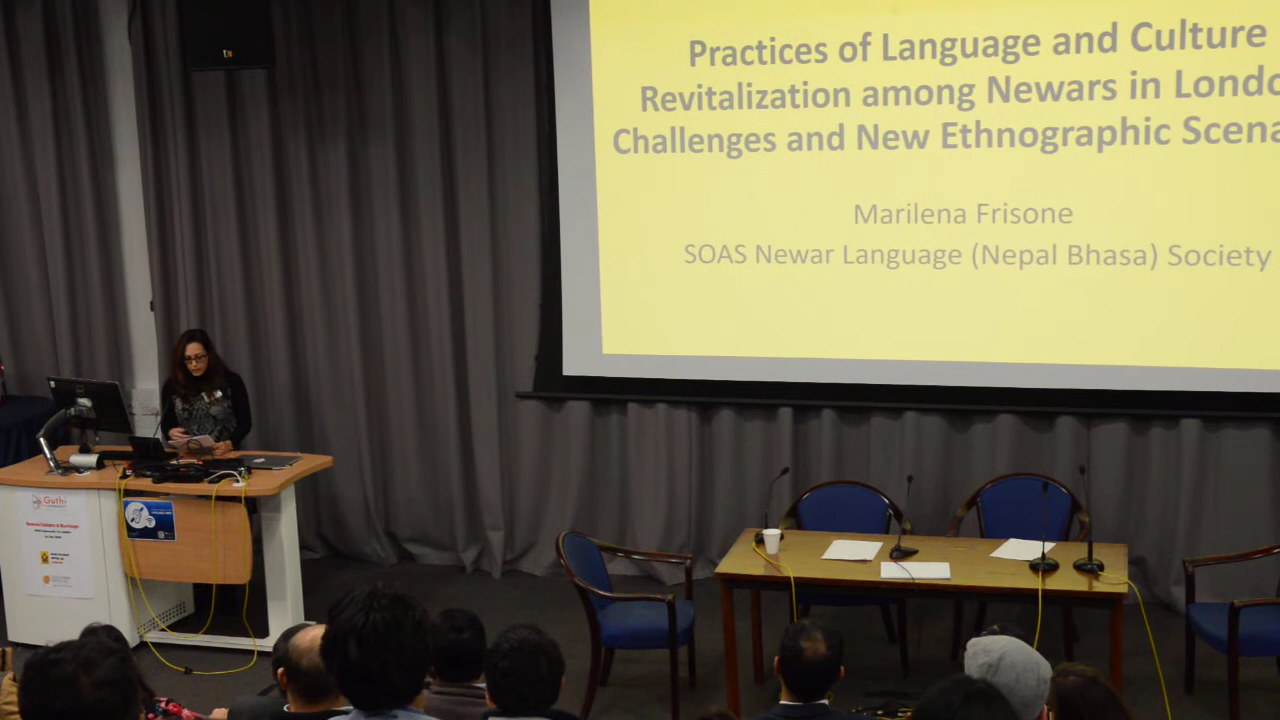 Practices of Language and Culture
Revitalization among Newars in Londo
Challenges and New Ethnographic Scena
Marilena Frisone
SOAS Newar Language (Nepal Bhasa) Society
Guthi